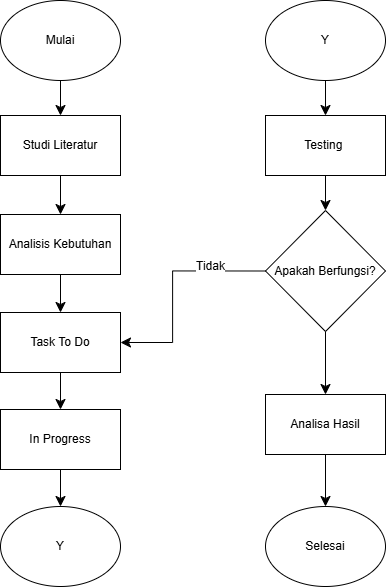 Mulai
Studi Literatur
Analisis Kebutuhan
Task To Do
In Progress
Y
Y
Testing
Apakah Berfungsi?
Tidak
Analisa Hasil
Selesai